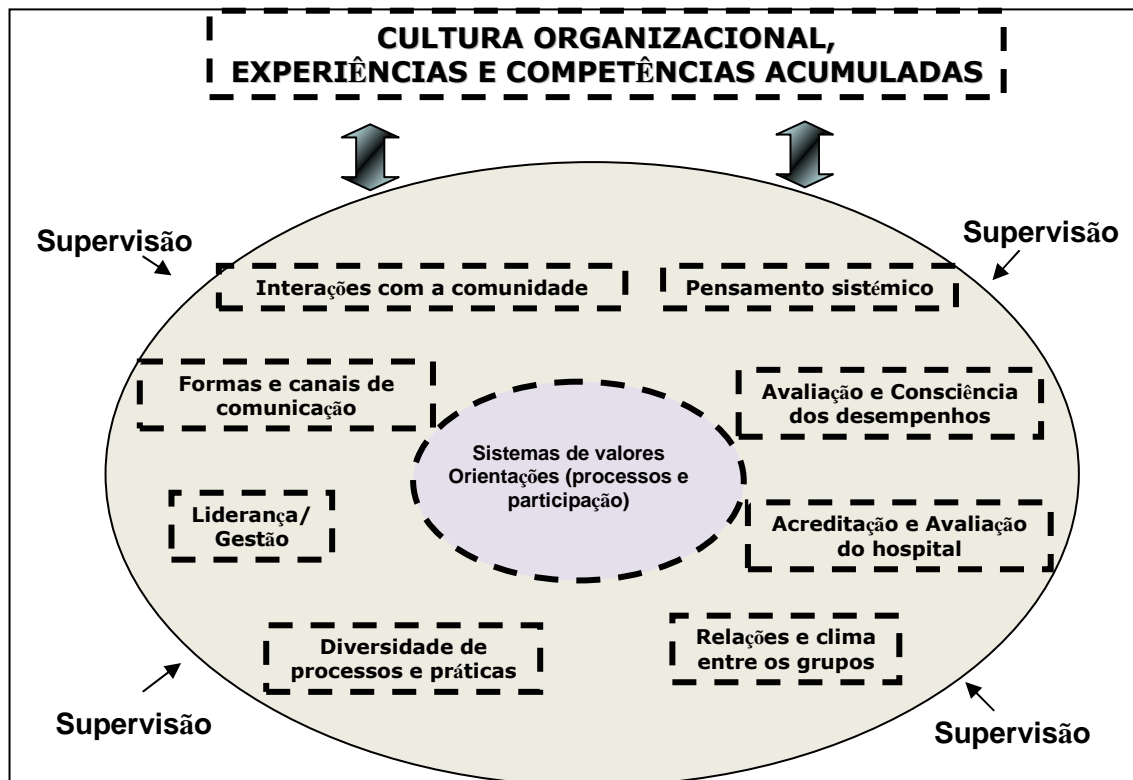 CULTURA ORGANIZACIONAL,
EXPERIÊNCIAS E COMPETÊNCIAS ACUMULADAS
Supervisão
Supervisão
Interações com a comunidade
Pensamento sistémico
Formas e canais de
comunicação
Avaliação e Consciência
dos desempenhos
Sistemas de valores
Orientações (processos e
participação)
Liderança/
Gestão
Acreditação e Avaliação
do hospital
Diversidade de
processos e práticas
Relações e clima
entre os grupos
Supervisão
Supervisão